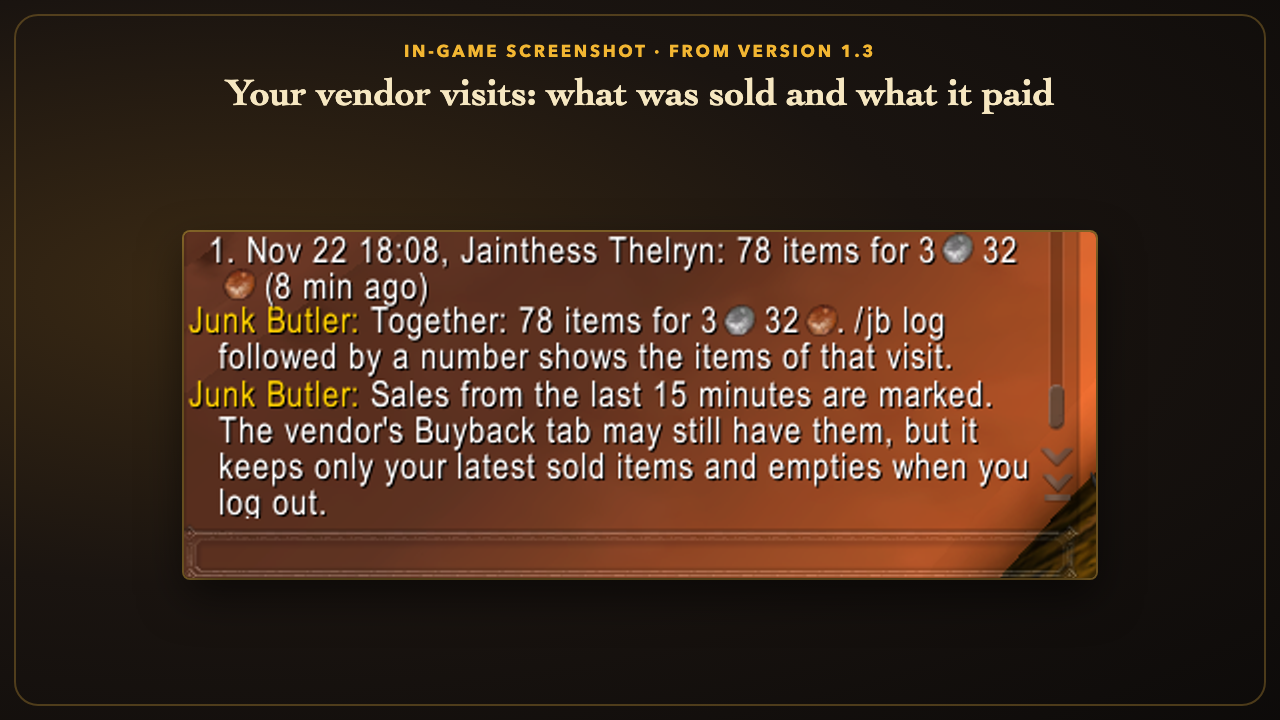 IN-GAME SCREENSHOT · FROM VERSION 1.3
Your vendor visits: what was sold and what it paid
1. Nov 22 18:08, Jainthess Thelryn: 78 items for 3 32
(8 min ago)
Junk Butler: Together: 78 items for 3 32 . /jb log
followed by a number shows the items of that visit.
Junk Butler: Sales from the last 15 minutes are marked.
The vendor's Buyback tab may still have them, but it
keeps only your latest sold items and empties when you
log out.